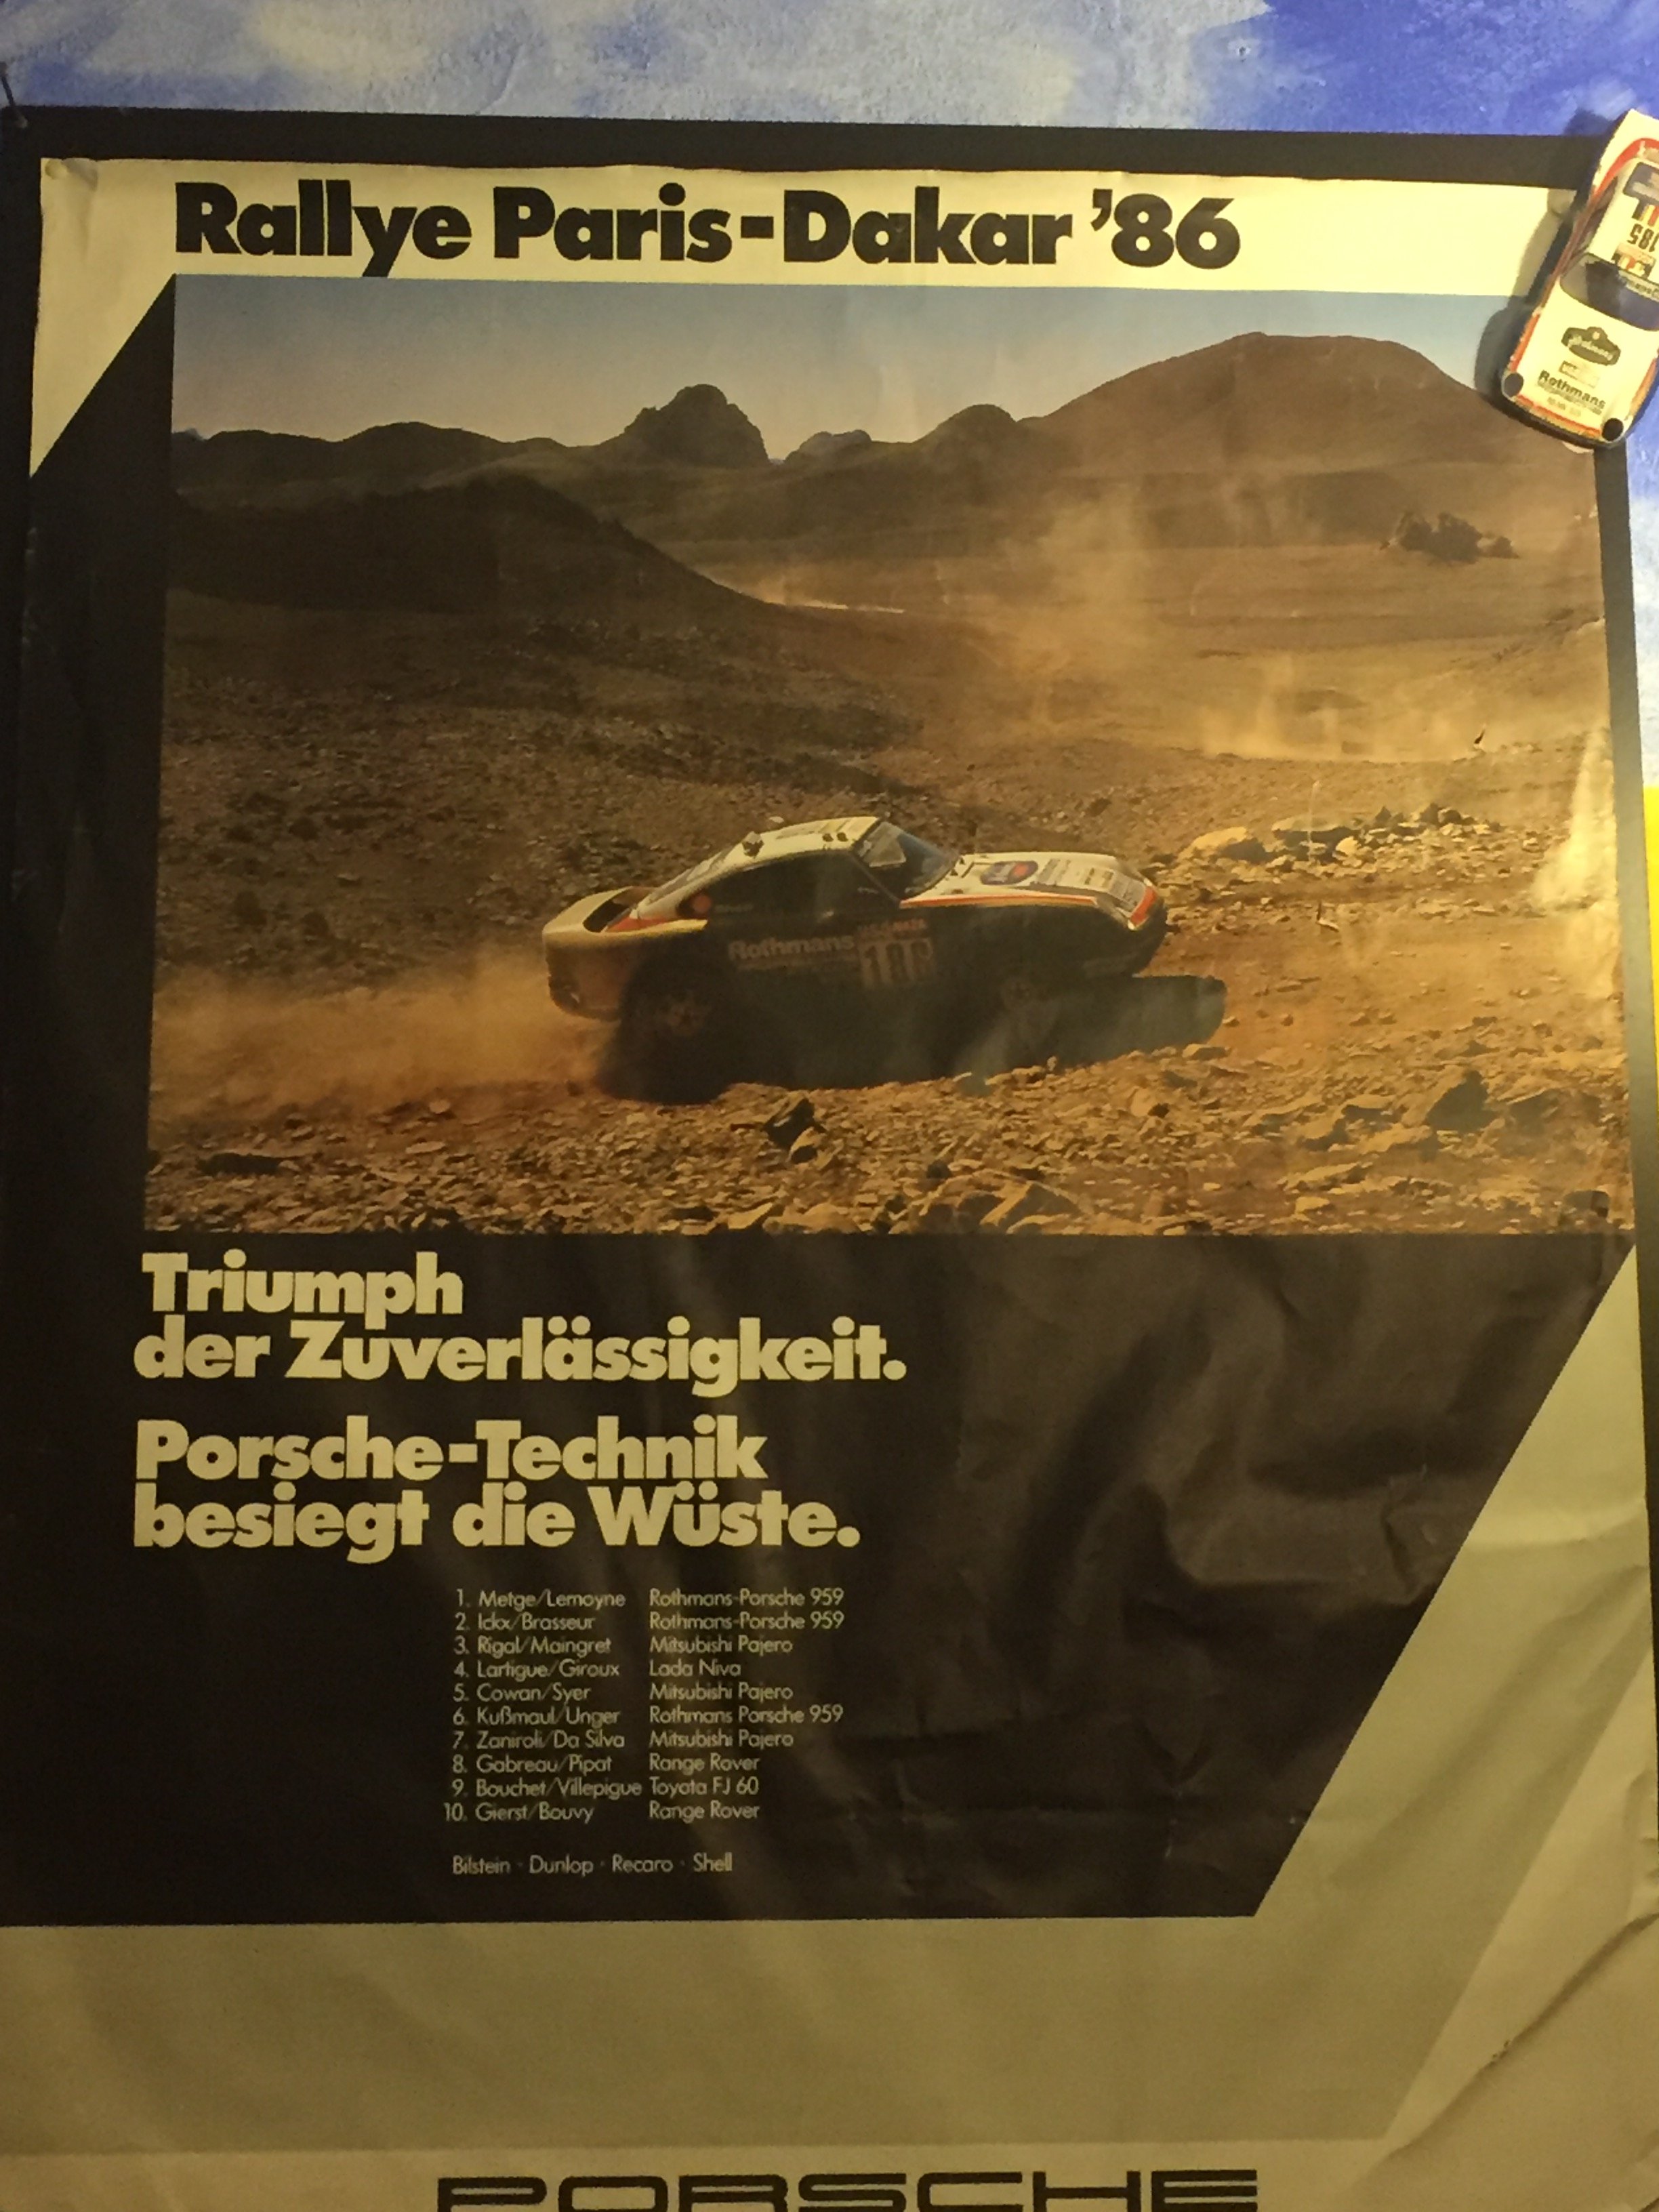 Rallye Paris-Dakar '86
185
Rothmans
Rothmans
Triumph
der Zuverlässigkeit.
Porsche-Technik
besiegt die Wüste.
1. Metge/Lemoyne Rothmans-Porsche 959
2. Ickx/Brasseur Rothmans-Porsche 959
3. Rigal/Maingret Mitsubishi Pajero
4. Lartigue/Giroux Lada Niva
5. Cowan/Syer Mitsubishi Pajero
6. Kußmaul/Unger Rothmans Porsche 959
7. Zaniroli/Da Silva Mitsubishi Pajero
8. Gabreau/Pipat Range Rover
9. Bouchet/Villepigue Toyota FJ 60
10. Gierst/Bouvy Range Rover
Bilstein · Dunlop · Recaro · Shell
PORSCHE